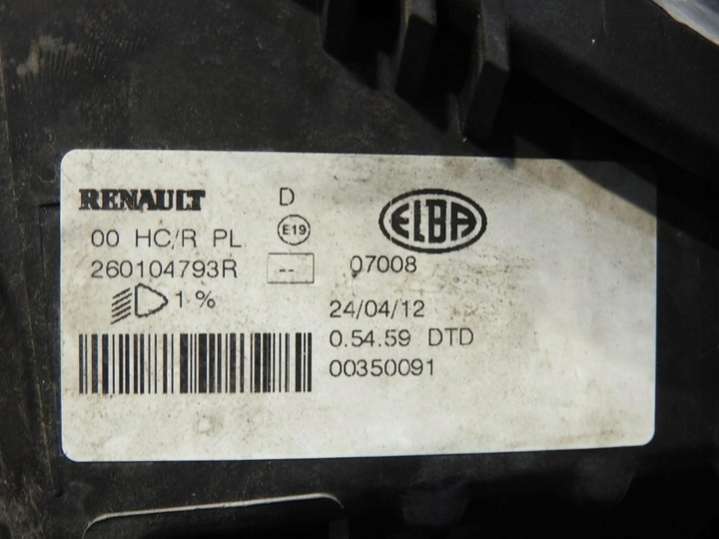 RENAULT D ELBA
00 HC/R PL E19
260104793R -- 07008
1% 24/04/12
0.54.59 DTD
00350091